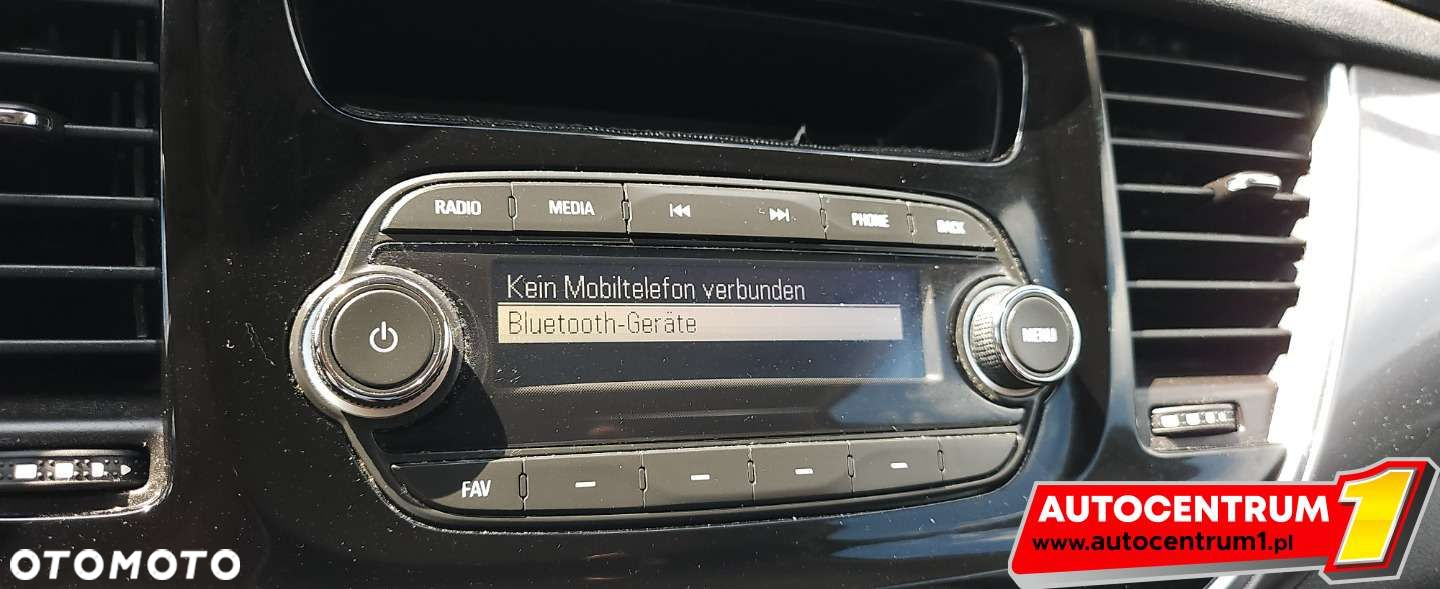 RADIO MEDIA PHONE BACK
Kein Mobiltelefon verbunden
Bluetooth-Geräte
MENU
FAV
AUTOCENTRUM 1
www.autocentrum1.pl
OTOMOTO